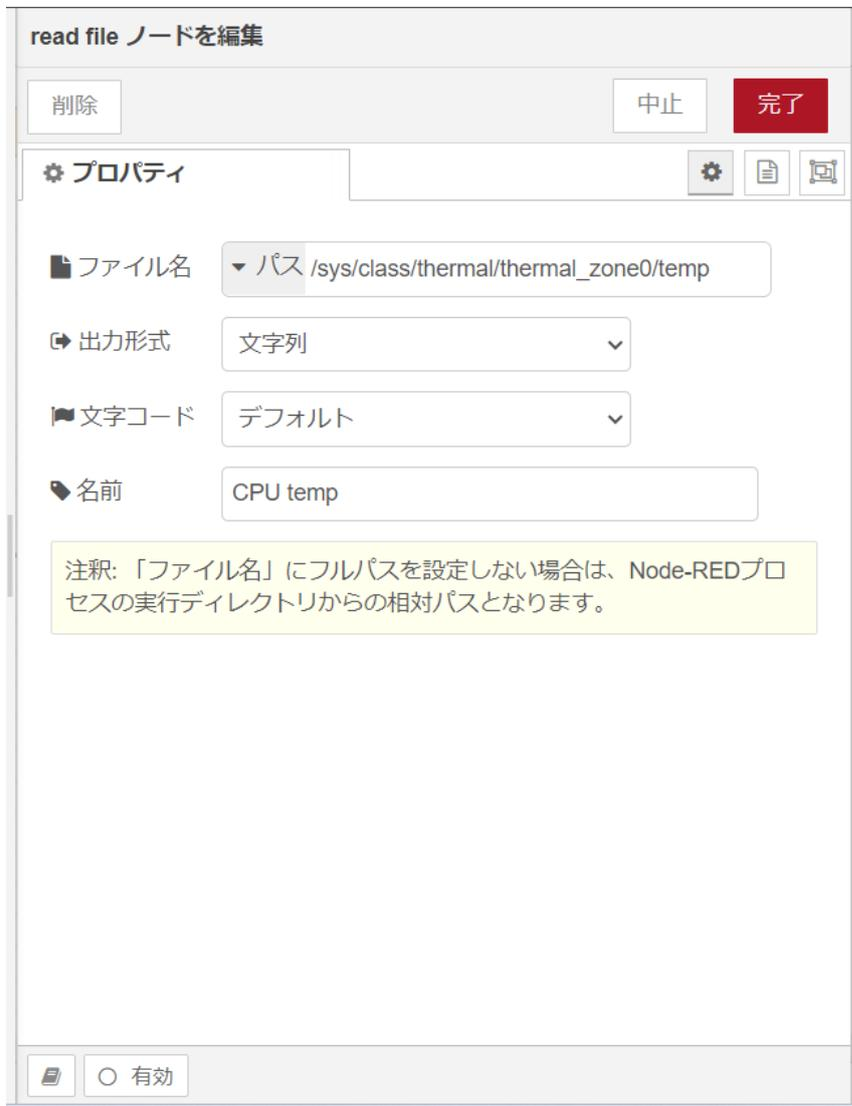 read file ノードを編集
削除 中止 完了
プロパティ
ファイル名 パス /sys/class/thermal/thermal_zone0/temp
出力形式 文字列
文字コード デフォルト
名前 CPU temp
注釈: 「ファイル名」にフルパスを設定しない場合は、Node-REDプロ
セスの実行ディレクトリからの相対パスとなります。
有効